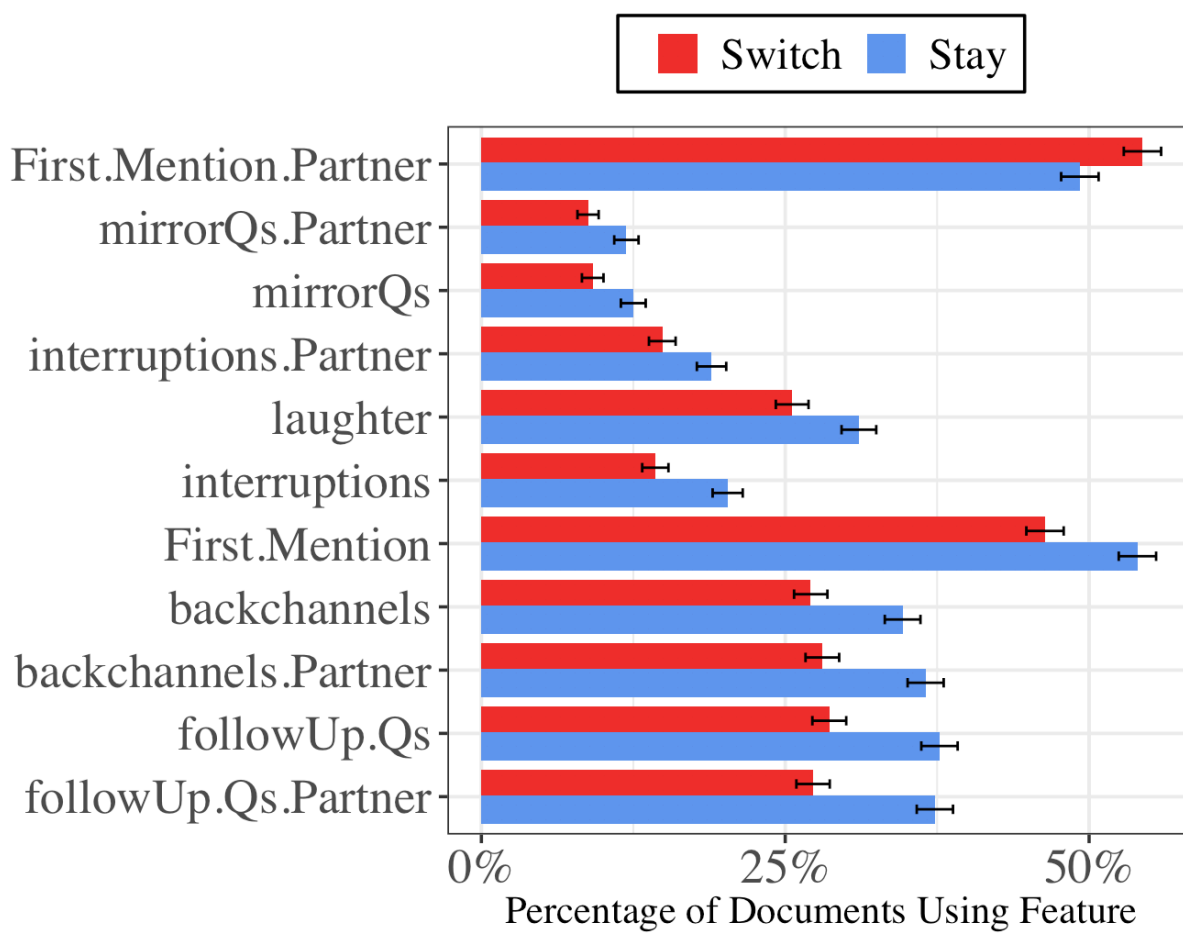 Switch Stay
First.Mention.Partner
mirrorQs.Partner
mirrorQs
interruptions.Partner
laughter
interruptions
First.Mention
backchannels
backchannels.Partner
followUp.Qs
followUp.Qs.Partner
0% 25% 50%
Percentage of Documents Using Feature